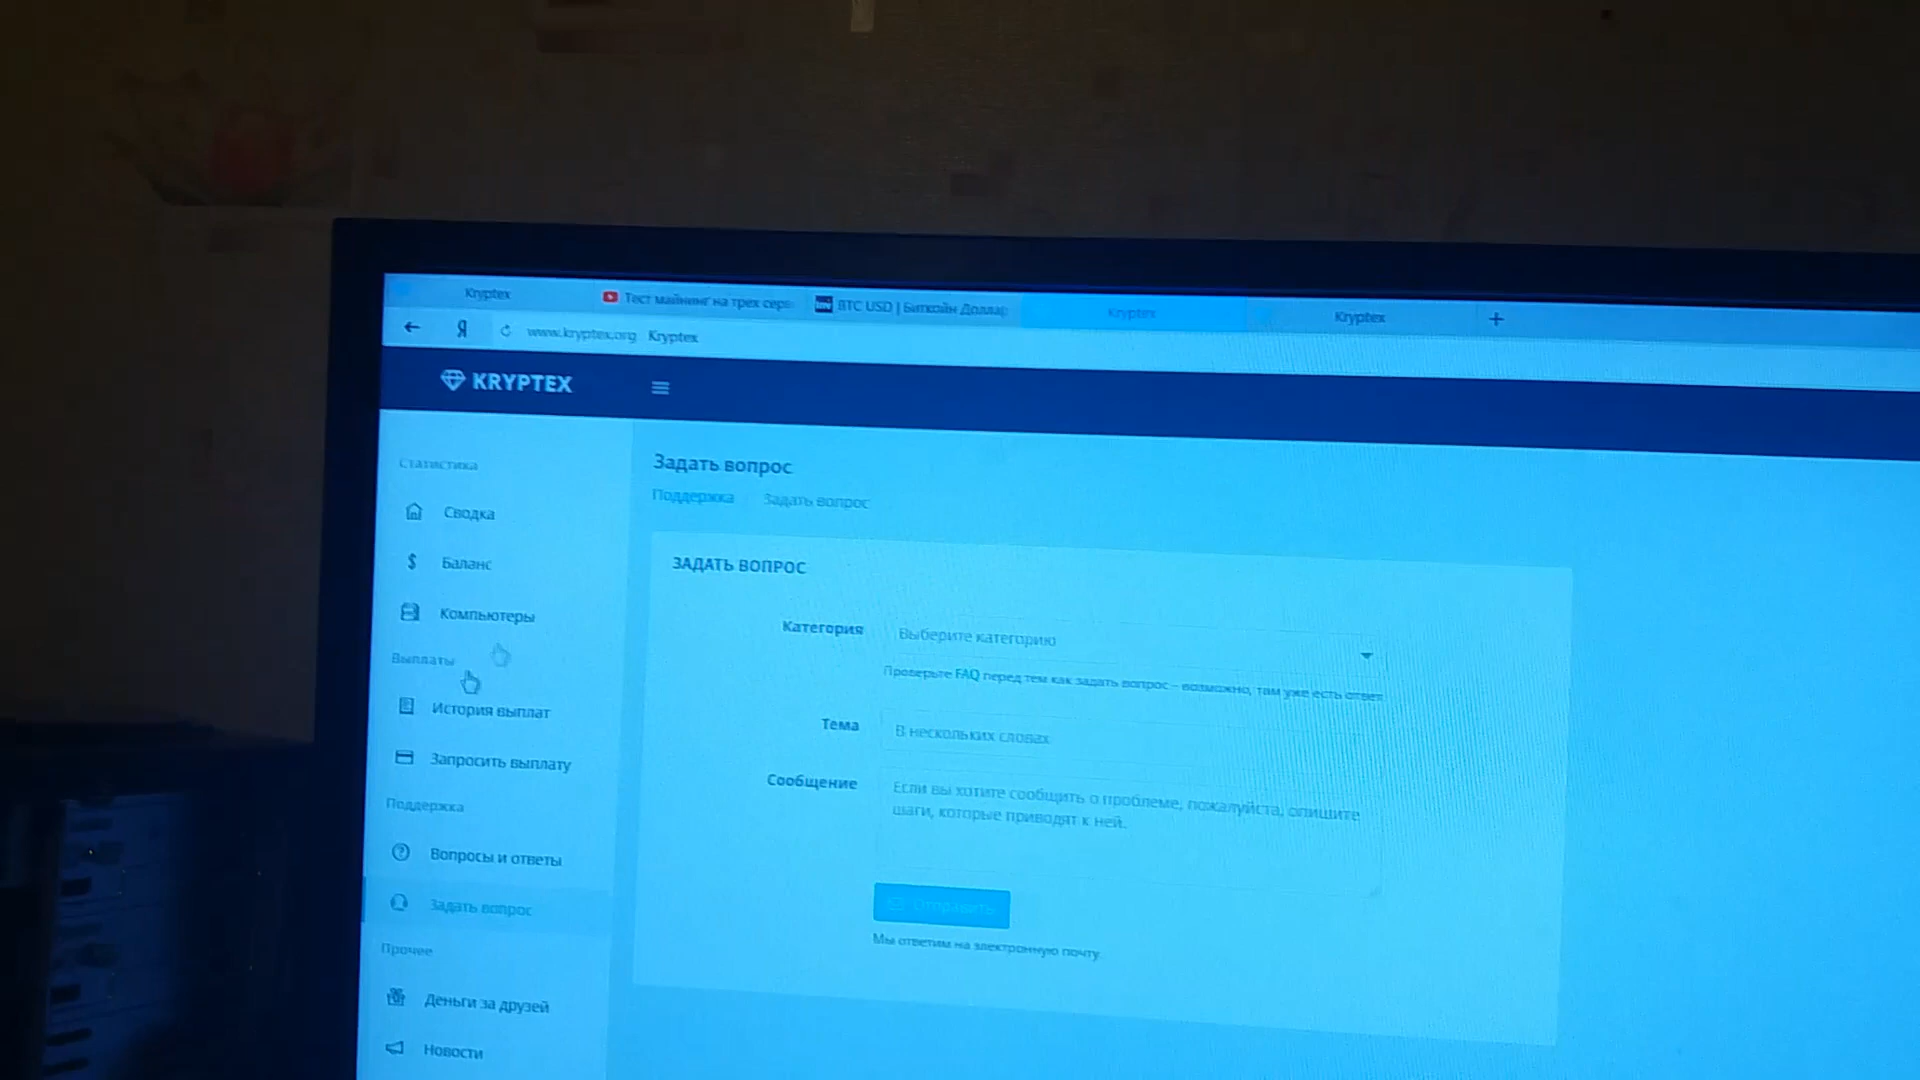 Kryptex
Тест майнинг на трех серв
BTC USD | Биткойн Доллар
Kryptex
Kryptex
Я
www.kryptex.org Kryptex
KRYPTEX
Статистика
Сводка
Баланс
Компьютеры
Выплаты
История выплат
Запросить выплату
Поддержка
Вопросы и ответы
Задать вопрос
Прочее
Деньги за друзей
Новости
Задать вопрос
Поддержка Задать вопрос
ЗАДАТЬ ВОПРОС
Категория
Выберите категорию
Проверьте FAQ перед тем как задать вопрос – возможно, там уже есть ответ
Тема
В нескольких словах
Сообщение
Если вы хотите сообщить о проблеме, пожалуйста, опишите
шаги, которые приводят к ней.
Отправить
Мы ответим на электронную почту